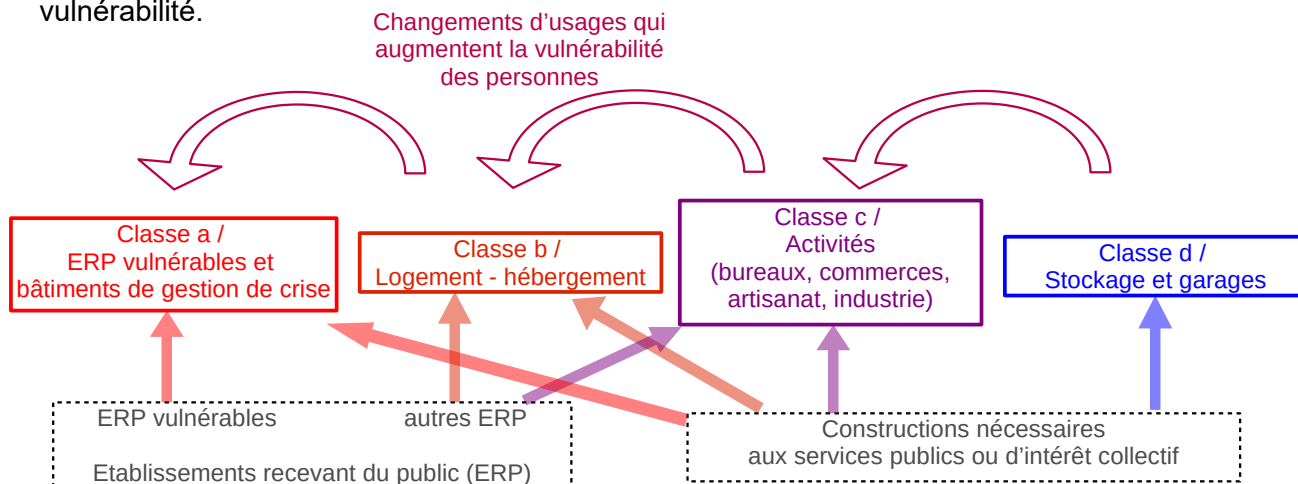 vulnérabilité.
Changements d'usages qui
augmentent la vulnérabilité
des personnes
Classe a /
ERP vulnérables et
bâtiments de gestion de crise
Classe b /
Logement - hébergement
Classe c /
Activités
(bureaux, commerces,
artisanat, industrie)
Classe d /
Stockage et garages
ERP vulnérables
autres ERP
Etablissements recevant du public (ERP)
Constructions nécessaires
aux services publics ou d'intérêt collectif